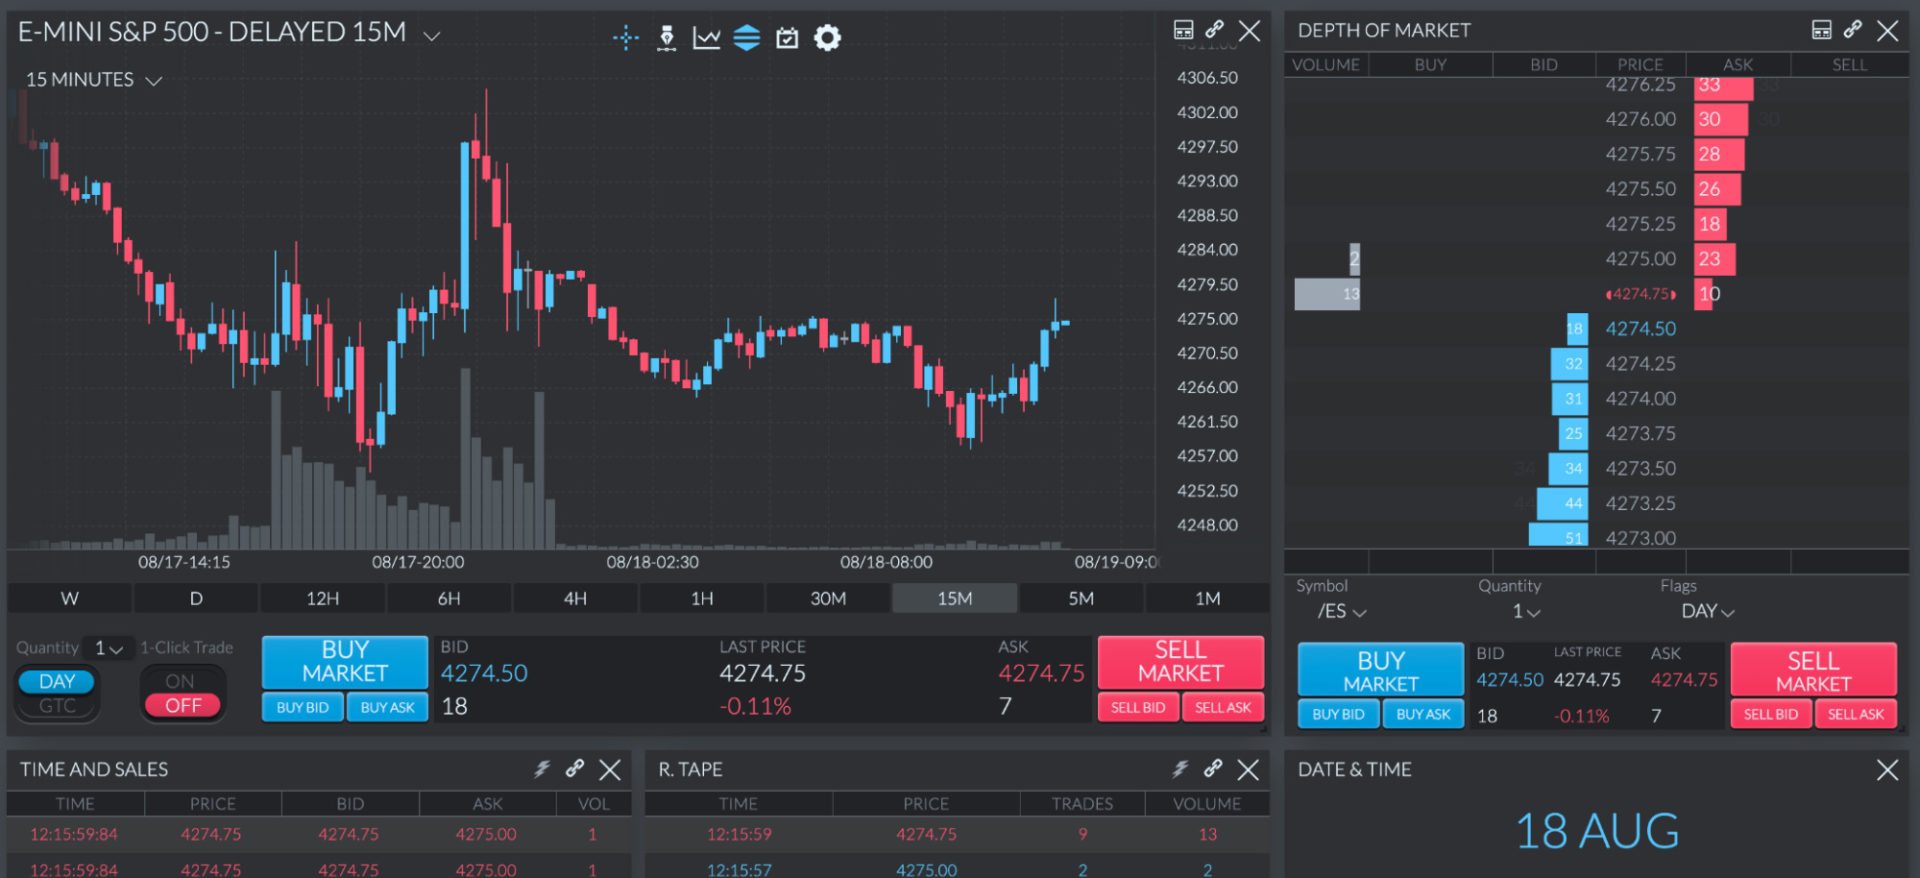 E-MINI S&P 500 - DELAYED 15M
15 MINUTES
4311.00
4306.50
4302.00
4297.50
4293.00
4288.50
4284.00
4279.50
4275.00
4270.50
4266.00
4261.50
4257.00
4252.50
4248.00
08/17-14:15 08/17-20:00 08/18-02:30 08/18-08:00 08/19-09:00
W D 12H 6H 4H 1H 30M 15M 5M 1M
Quantity 1 1-Click Trade
DAY
GTC
ON
OFF
BUY
MARKET
BUY BID BUY ASK
BID
4274.50
18
LAST PRICE
4274.75
-0.11%
ASK
4274.75
7
SELL
MARKET
SELL BID SELL ASK
DEPTH OF MARKET
VOLUME BUY BID PRICE ASK SELL
4276.25 33 33
4276.00 30 30
4275.75 28
4275.50 26
4275.25 18
2 4275.00 23
13 4274.75 10
18 4274.50
32 4274.25
31 4274.00
25 4273.75
34 34 4273.50
44 44 4273.25
51 4273.00
Symbol Quantity Flags
/ES 1 DAY
BUY
MARKET
BUY BID BUY ASK
BID
4274.50
18
LAST PRICE
4274.75
-0.11%
ASK
4274.75
7
SELL
MARKET
SELL BID SELL ASK
TIME AND SALES
TIME PRICE BID ASK VOL
12:15:59:84 4274.75 4274.75 4275.00 1
12:15:59:84 4274.75 4274.75 4275.00 1
R. TAPE
TIME PRICE TRADES VOLUME
12:15:59 4274.75 9 13
12:15:57 4275.00 2 2
DATE & TIME
18 AUG